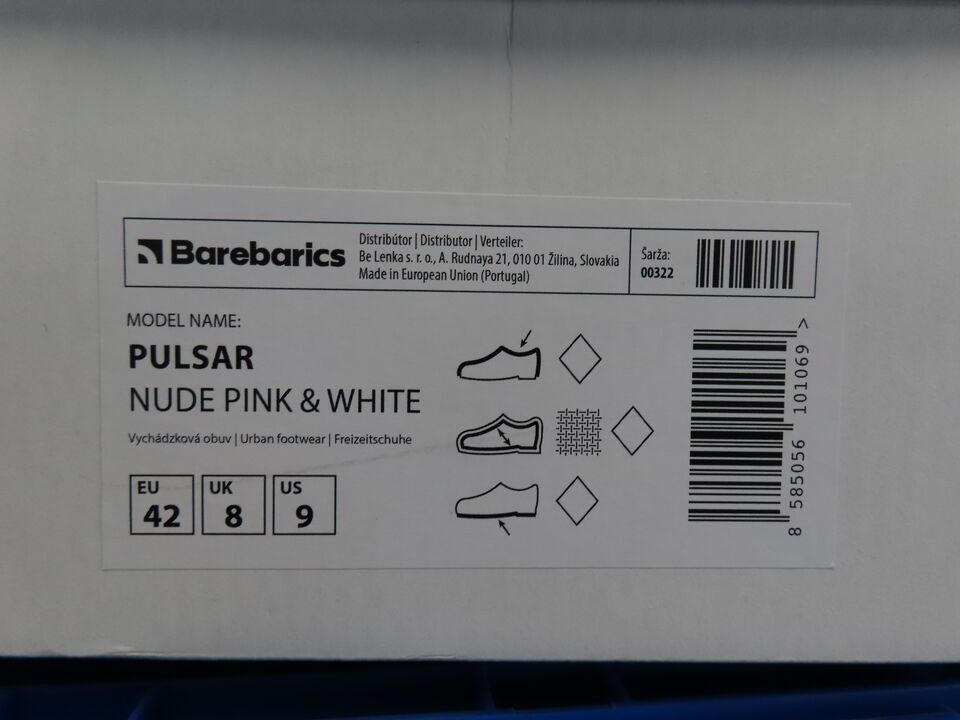 Barebarics
Distribútor | Distributor | Verteiler:
Be Lenka s. r. o., A. Rudnaya 21, 010 01 Žilina, Slovakia
Made in European Union (Portugal)
Šarža:
00322
MODEL NAME:
PULSAR
NUDE PINK & WHITE
Vychádzková obuv | Urban footwear | Freizeitschuhe
EU
42
UK
8
US
9
8 585056 101069 >